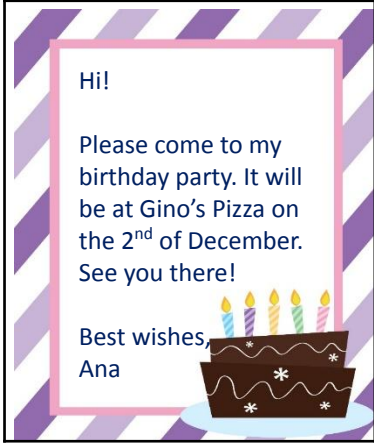 Hi!
Please come to my
birthday party. It will
be at Gino’s Pizza on
the 2nd of December.
See you there!
Best wishes,
Ana